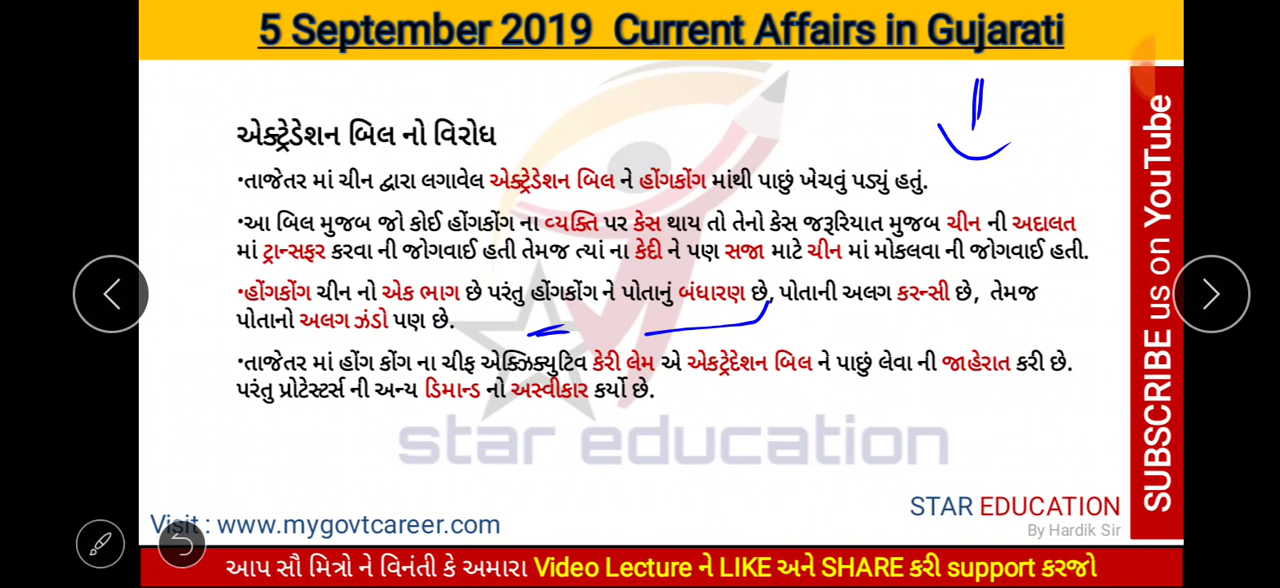 5 September 2019 Current Affairs in Gujarati
એક્ટ્રેડેશન બિલ નો વિરોધ
•તાજેતર માં ચીન દ્વારા લગાવેલ એક્ટ્રેડેશન બિલ ને હોંગકોંગ માંથી પાછું ખેચવું પડ્યું હતું.
•આ બિલ મુજબ જો કોઈ હોંગકોંગ ના વ્યક્તિ પર કેસ થાય તો તેનો કેસ જરૂરિયાત મુજબ ચીન ની અદાલત
માં ટ્રાન્સફર કરવા ની જોગવાઈ હતી તેમજ ત્યાં ના કેદી ને પણ સજા માટે ચીન માં મોકલવા ની જોગવાઈ હતી.
•હોંગકોંગ ચીન નો એક ભાગ છે પરંતુ હોંગકોંગ ને પોતાનું બંધારણ છે, પોતાની અલગ કરન્સી છે, તેમજ
પોતાનો અલગ ઝંડો પણ છે.
•તાજેતર માં હોંગ કોંગ ના ચીફ એક્ઝિક્યુટિવ કેરી લેમ એ એકટ્રેદેશન બિલ ને પાછું લેવા ની જાહેરાત કરી છે.
પરંતુ પ્રોટેસ્ટર્સ ની અન્ય ડિમાન્ડ નો અસ્વીકાર કર્યો છે.
star education
STAR EDUCATION
By Hardik Sir
Visit : www.mygovtcareer.com
આપ સૌ મિત્રો ને વિનંતી કે અમારા Video Lecture ને LIKE અને SHARE કરી support કરજો
SUBSCRIBE us on YouTube